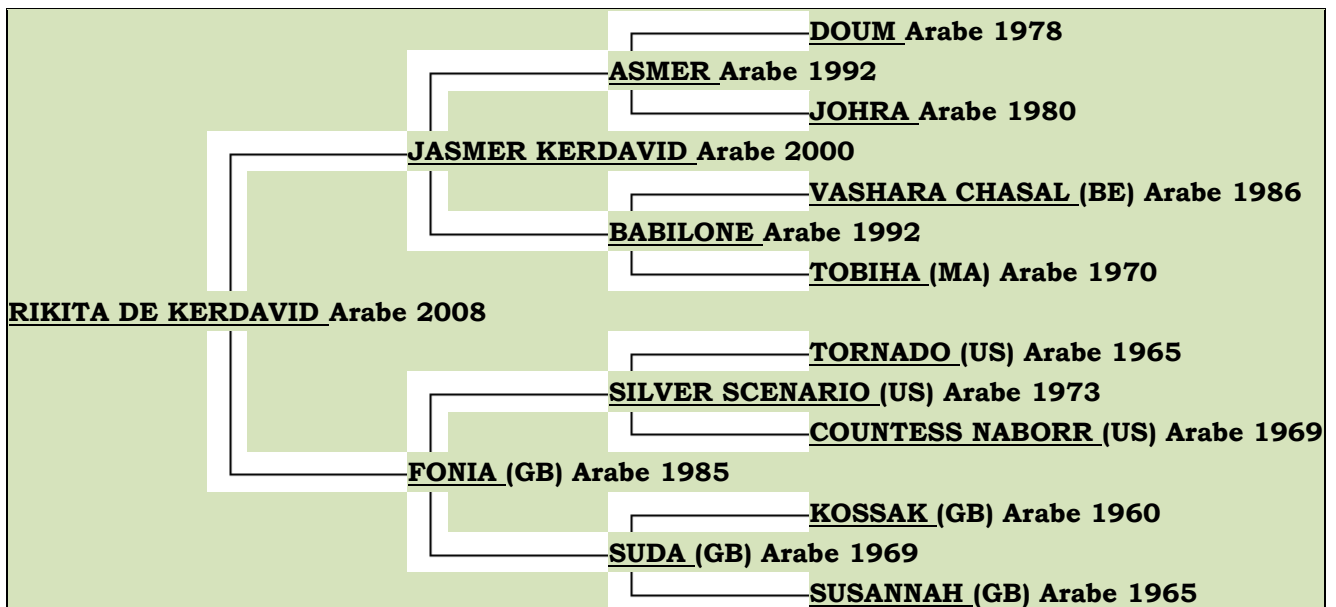 DOUM Arabe 1978
ASMER Arabe 1992
JOHRA Arabe 1980
JASMER KERDAVID Arabe 2000
VASHARA CHASAL (BE) Arabe 1986
BABILONE Arabe 1992
TOBIHA (MA) Arabe 1970
RIKITA DE KERDAVID Arabe 2008
TORNADO (US) Arabe 1965
SILVER SCENARIO (US) Arabe 1973
COUNTESS NABORR (US) Arabe 1969
FONIA (GB) Arabe 1985
KOSSAK (GB) Arabe 1960
SUDA (GB) Arabe 1969
SUSANNAH (GB) Arabe 1965